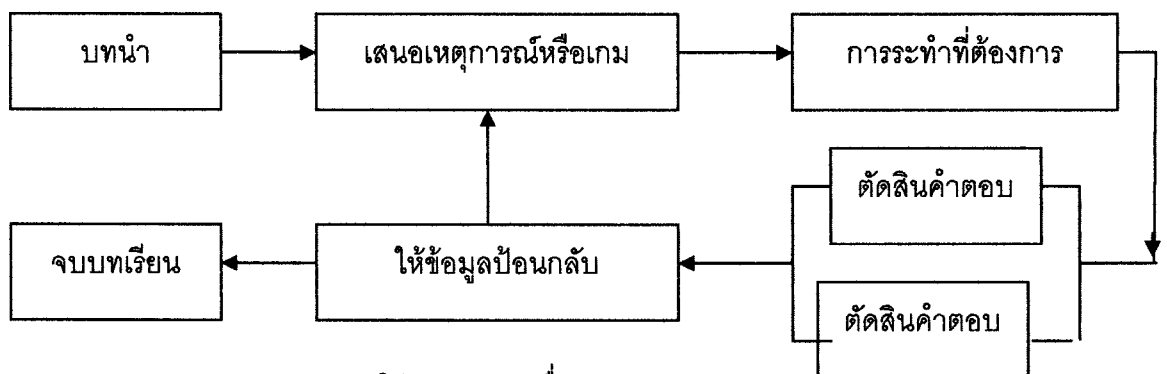 บทนำ
เสนอเหตุการณ์หรือเกม
การระทำที่ต้องการ
ตัดสินคำตอบ
จบบทเรียน
ให้ข้อมูลป้อนกลับ
ตัดสินคำตอบ